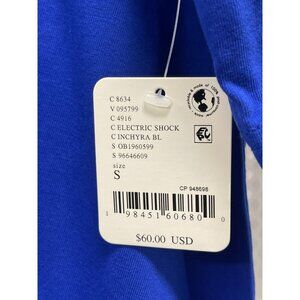 C 8634
V 095799
C 4916
C ELECTRIC SHOCK
C INCHYRA BL
S OB1960599
S 96646609
size
S
CP 948698
1 98451 60680 0
$60.00 USD